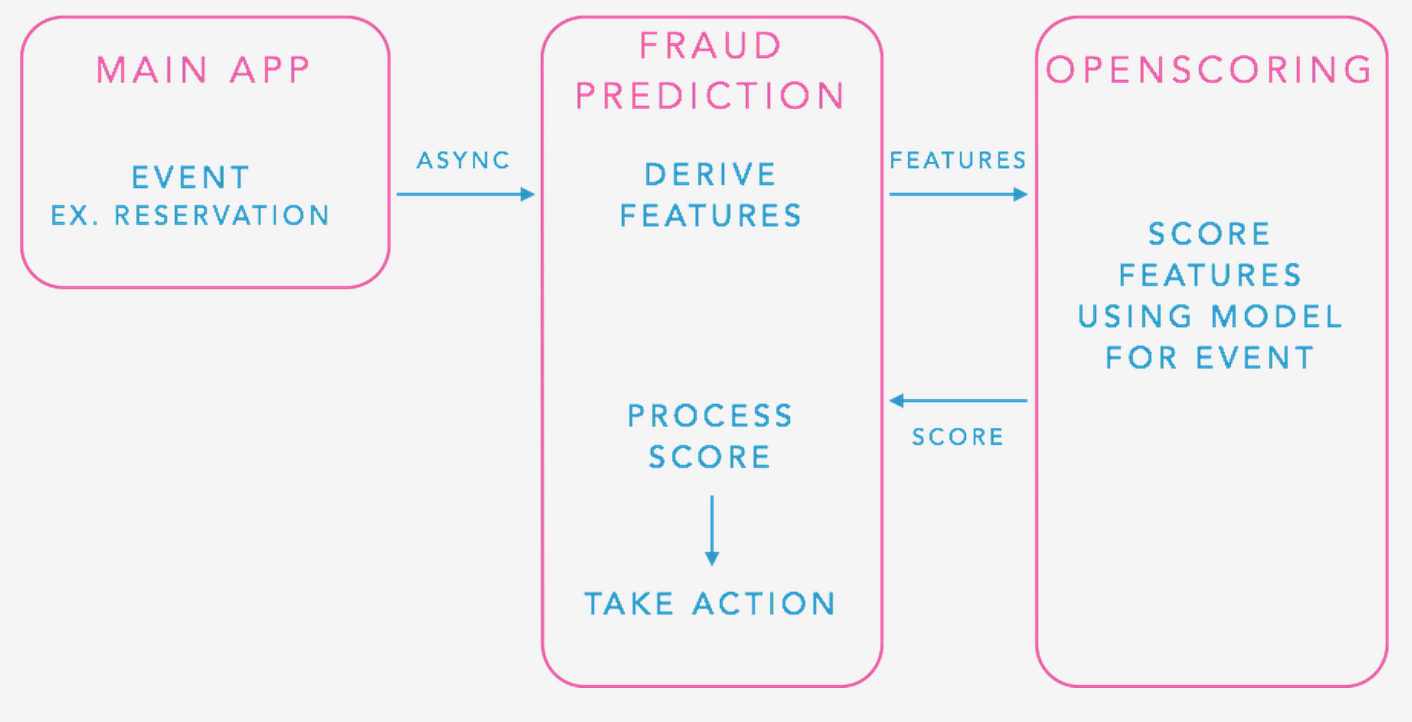 MAIN APP
EVENT
EX. RESERVATION
ASYNC
FRAUD
PREDICTION
DERIVE
FEATURES
PROCESS
SCORE
TAKE ACTION
FEATURES
SCORE
OPENSCORING
SCORE
FEATURES
USING MODEL
FOR EVENT